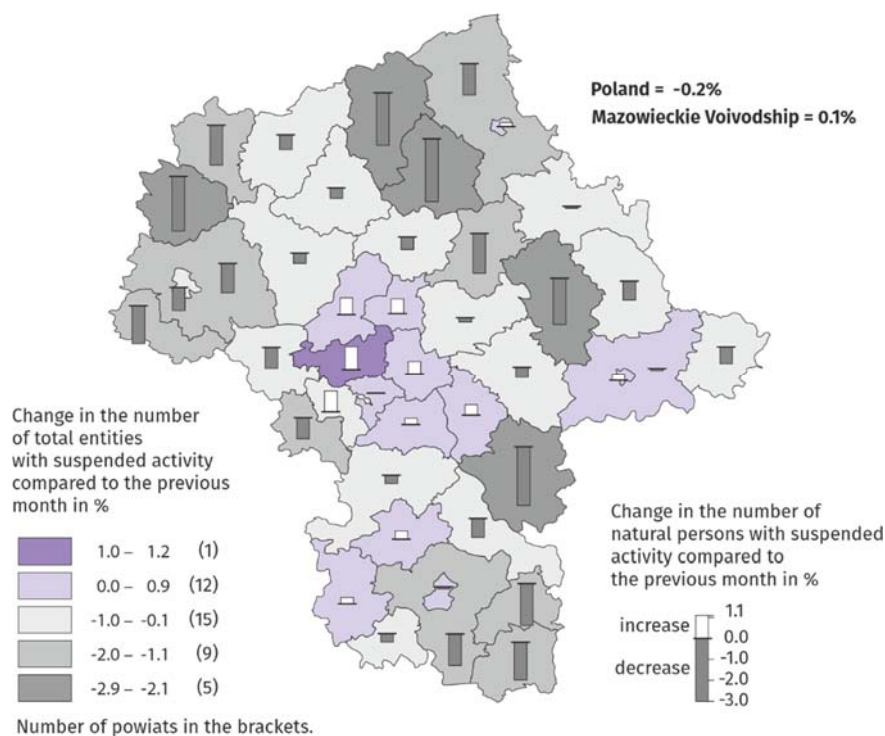 Poland = -0.2%
Mazowieckie Voivodship = 0.1%
Change in the number
of total entities
with suspended activity
compared to the previous
month in %
1.0 – 1.2 (1)
0.0 – 0.9 (12)
-1.0 – -0.1 (15)
-2.0 – -1.1 (9)
-2.9 – -2.1 (5)
Number of powiats in the brackets.
Change in the number of
natural persons with suspended
activity compared to
the previous month in %
increase
decrease
1.1
0.0
-1.0
-2.0
-3.0